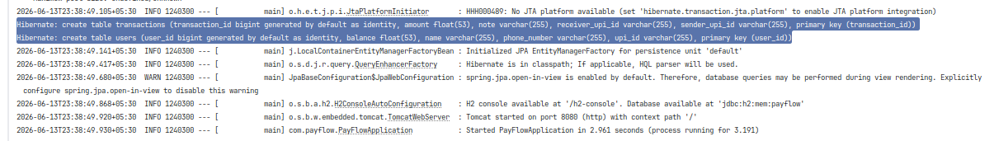 2026-06-13T23:38:49.105+05:30  INFO 1240300 --- [           main] o.h.e.t.j.p.i.JtaPlatformInitiator       : HHH000489: No JTA platform available (set 'hibernate.transaction.jta.platform' to enable JTA platform integration)
Hibernate: create table transactions (transaction_id bigint generated by default as identity, amount float(53), note varchar(255), receiver_upi_id varchar(255), sender_upi_id varchar(255), primary key (transaction_id))
Hibernate: create table users (user_id bigint generated by default as identity, balance float(53), name varchar(255), phone_number varchar(255), upi_id varchar(255), primary key (user_id))
2026-06-13T23:38:49.141+05:30  INFO 1240300 --- [           main] j.LocalContainerEntityManagerFactoryBean : Initialized JPA EntityManagerFactory for persistence unit 'default'
2026-06-13T23:38:49.417+05:30  INFO 1240300 --- [           main] o.s.d.j.r.query.QueryEnhancerFactory     : Hibernate is in classpath; If applicable, HQL parser will be used.
2026-06-13T23:38:49.680+05:30  WARN 1240300 --- [           main] JpaBaseConfiguration$JpaWebConfiguration : spring.jpa.open-in-view is enabled by default. Therefore, database queries may be performed during view rendering. Explicitly
configure spring.jpa.open-in-view to disable this warning
2026-06-13T23:38:49.868+05:30  INFO 1240300 --- [           main] o.s.b.a.h2.H2ConsoleAutoConfiguration    : H2 console available at '/h2-console'. Database available at 'jdbc:h2:mem:payflow'
2026-06-13T23:38:49.920+05:30  INFO 1240300 --- [           main] o.s.b.w.embedded.tomcat.TomcatWebServer  : Tomcat started on port 8080 (http) with context path '/'
2026-06-13T23:38:49.930+05:30  INFO 1240300 --- [           main] com.payflow.PayFlowApplication           : Started PayFlowApplication in 2.961 seconds (process running for 3.191)